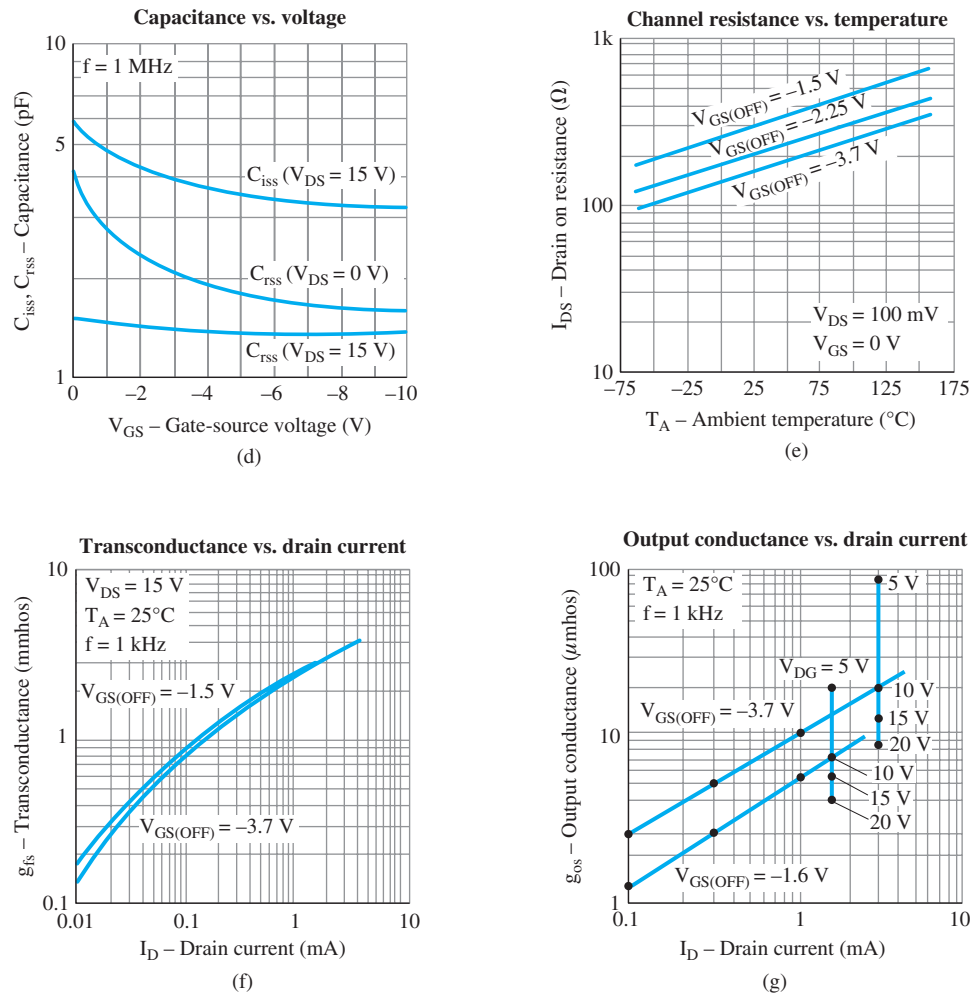 Capacitance vs. voltage
10
f = 1 MHz
5
C_iss (V_DS = 15 V)
C_rss (V_DS = 0 V)
C_rss (V_DS = 15 V)
1
0 –2 –4 –6 –8 –10
C_iss, C_rss – Capacitance (pF)
V_GS – Gate-source voltage (V)
(d)
Channel resistance vs. temperature
1k
V_GS(OFF) = –1.5 V
V_GS(OFF) = –2.25 V
V_GS(OFF) = –3.7 V
100
V_DS = 100 mV
V_GS = 0 V
10
–75 –25 25 75 125 175
I_DS – Drain on resistance (Ω)
T_A – Ambient temperature (°C)
(e)
Transconductance vs. drain current
10
V_DS = 15 V
T_A = 25°C
f = 1 kHz
V_GS(OFF) = –1.5 V
1
V_GS(OFF) = –3.7 V
0.1
0.01 0.1 1 10
g_fs – Transconductance (mmhos)
I_D – Drain current (mA)
(f)
Output conductance vs. drain current
100
T_A = 25°C
f = 1 kHz
5 V
V_DG = 5 V
10 V
V_GS(OFF) = –3.7 V
15 V
10
20 V
10 V
15 V
20 V
V_GS(OFF) = –1.6 V
1
0.1 1 10
g_os – Output conductance (μmhos)
I_D – Drain current (mA)
(g)